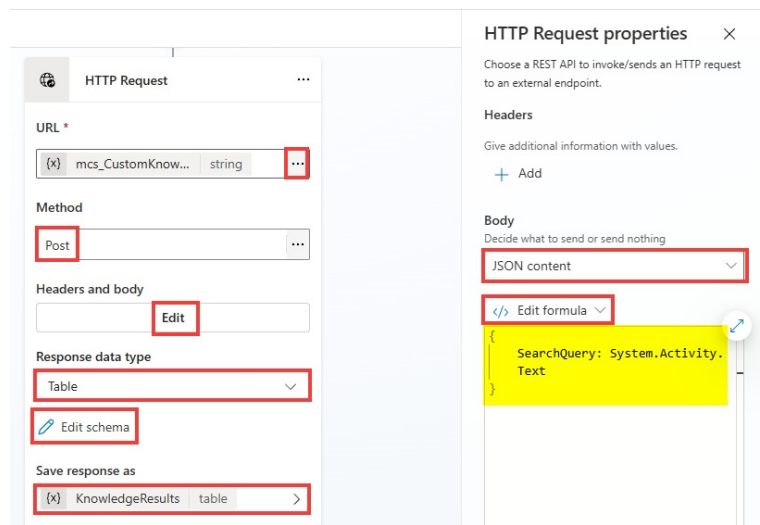 HTTP Request
...
URL *
{x} mcs_CustomKnow... string ...
Method
Post ...
Headers and body
Edit
Response data type
Table
Edit schema
Save response as
{x} KnowledgeResults table
HTTP Request properties
Choose a REST API to invoke/sends an HTTP request
to an external endpoint.
Headers
Give additional information with values.
+ Add
Body
Decide what to send or send nothing
JSON content
</> Edit formula
{
SearchQuery: System.Activity.
Text
}